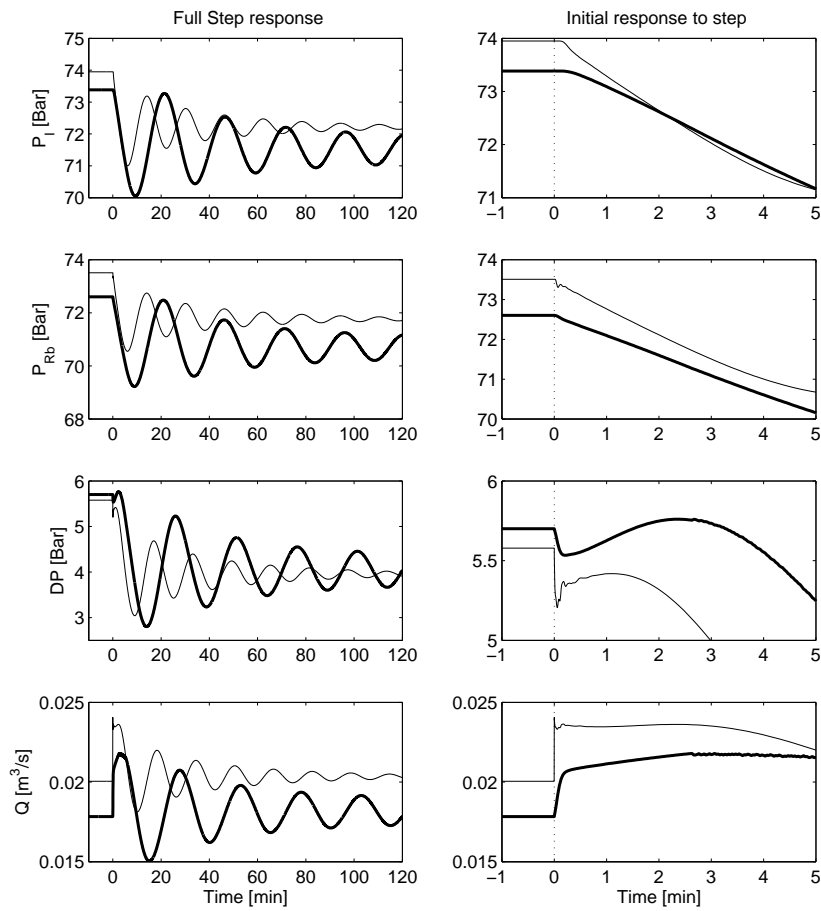 Full Step response
Initial response to step
75
74
73
72
71
70
P_I [Bar]
0 20 40 60 80 100 120
74
73
72
71
−1 0 1 2 3 4 5
74
72
70
68
P_Rb [Bar]
0 20 40 60 80 100 120
74
73
72
71
70
−1 0 1 2 3 4 5
6
5
4
3
DP [Bar]
0 20 40 60 80 100 120
6
5.5
5
−1 0 1 2 3 4 5
0.025
0.02
0.015
Q [m³/s]
0 20 40 60 80 100 120
Time [min]
0.025
0.02
0.015
−1 0 1 2 3 4 5
Time [min]